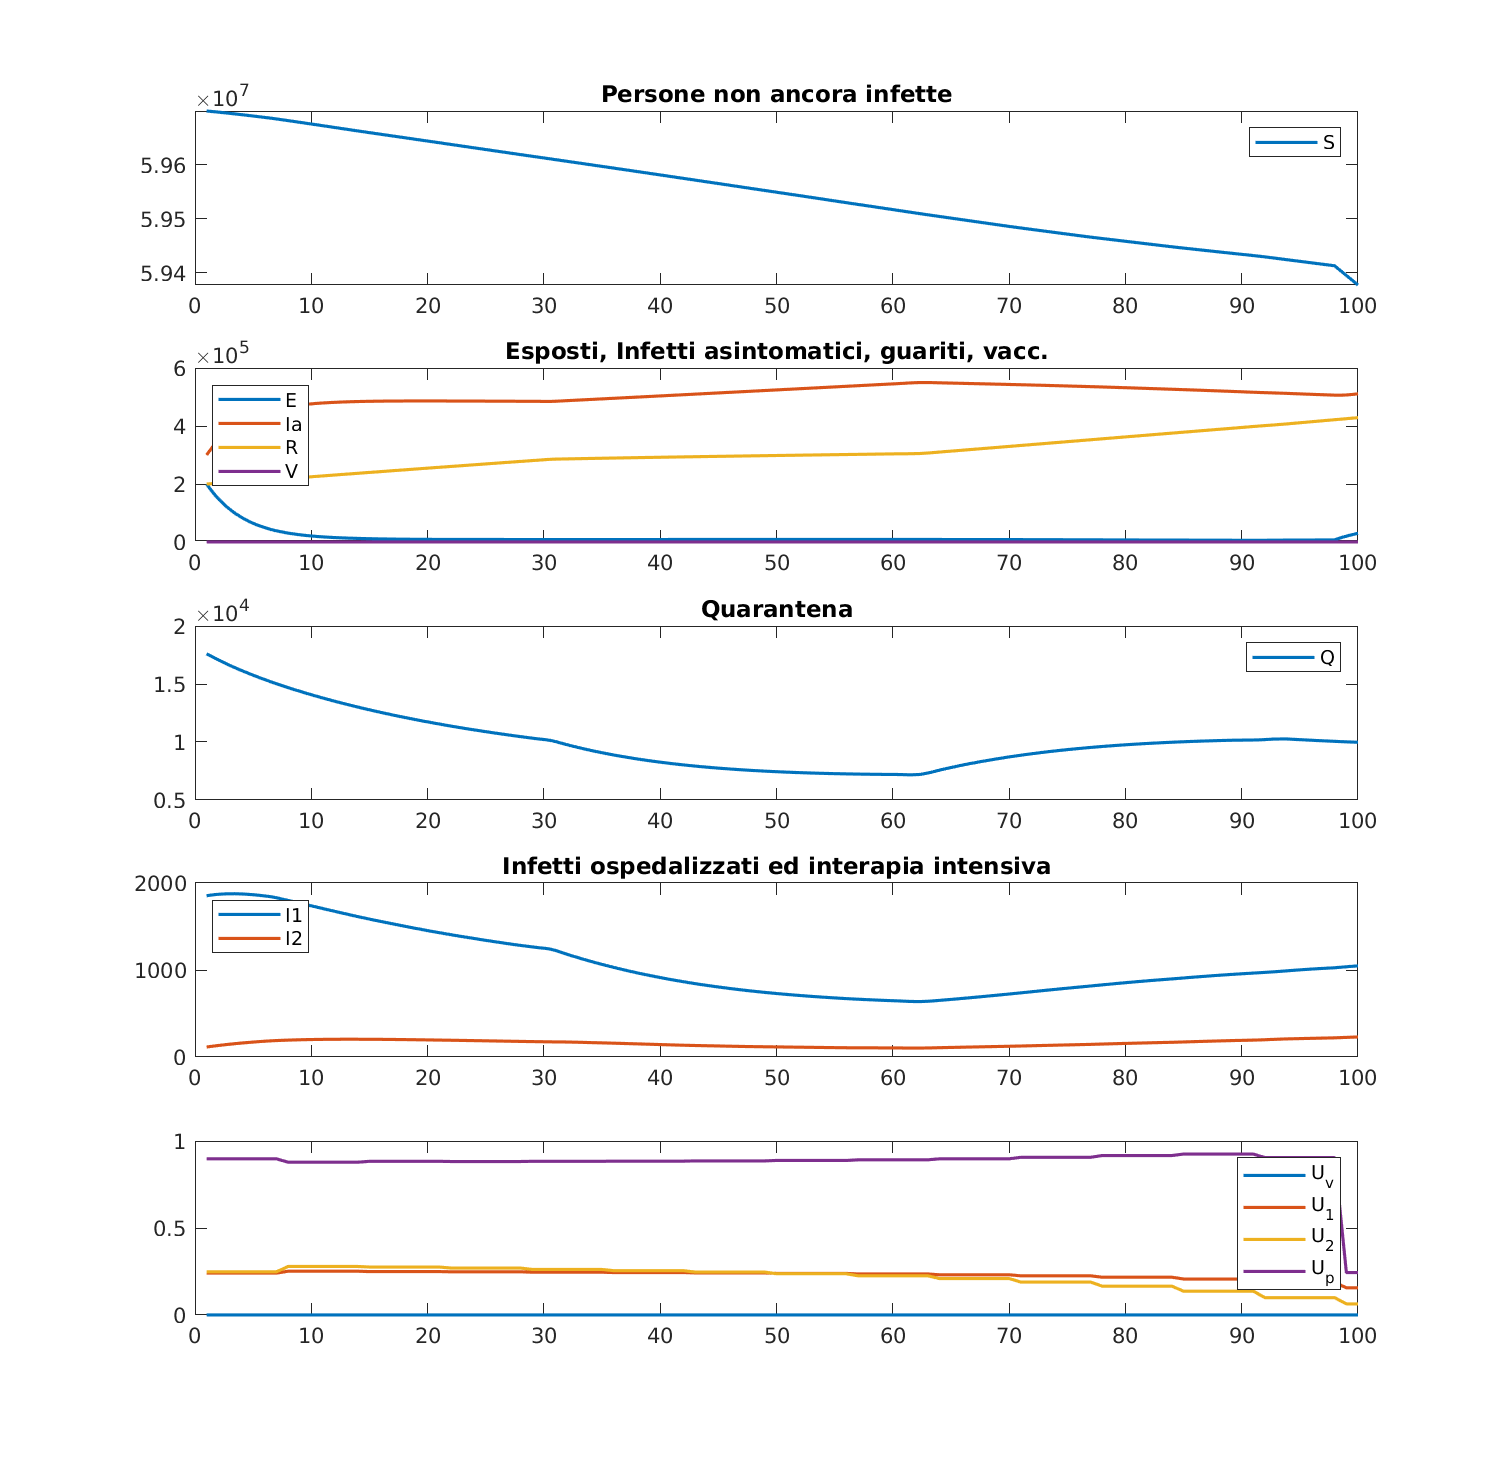 ×10^7
Persone non ancora infette
S
5.96
5.95
5.94
0 10 20 30 40 50 60 70 80 90 100
×10^5
Esposti, Infetti asintomatici, guariti, vacc.
6
4
2
0
E
Ia
R
V
0 10 20 30 40 50 60 70 80 90 100
×10^4
Quarantena
2
1.5
1
0.5
Q
0 10 20 30 40 50 60 70 80 90 100
Infetti ospedalizzati ed interapia intensiva
2000
1000
0
I1
I2
0 10 20 30 40 50 60 70 80 90 100
1
0.5
0
U_v
U_1
U_2
U_p
0 10 20 30 40 50 60 70 80 90 100